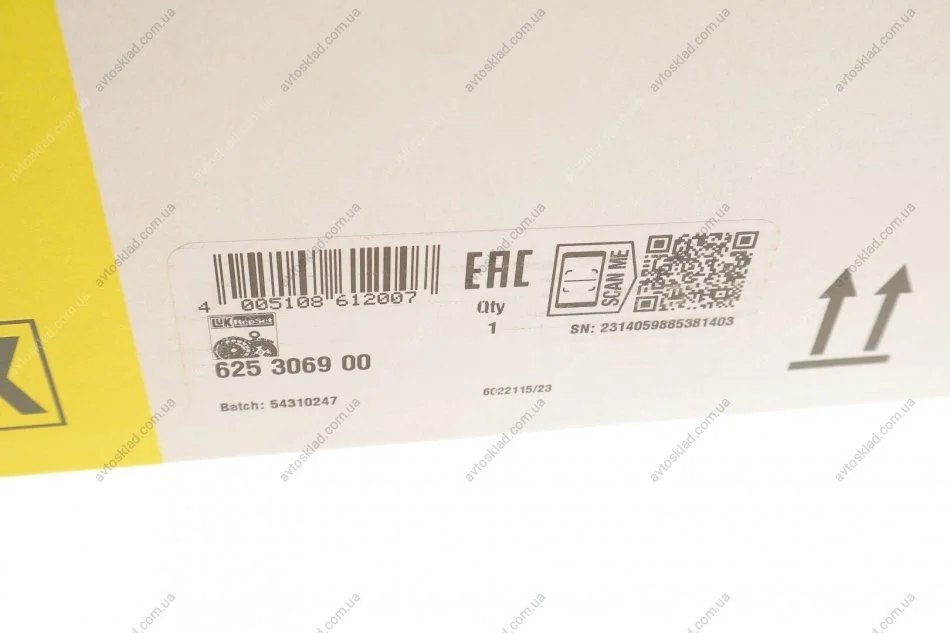 4 005108 612007
EAC
Qty
1
SCAN ME
SN: 2314059885381403
LuK
625 3069 00
Batch: 54310247
6022115/23
avtosklad.com.ua